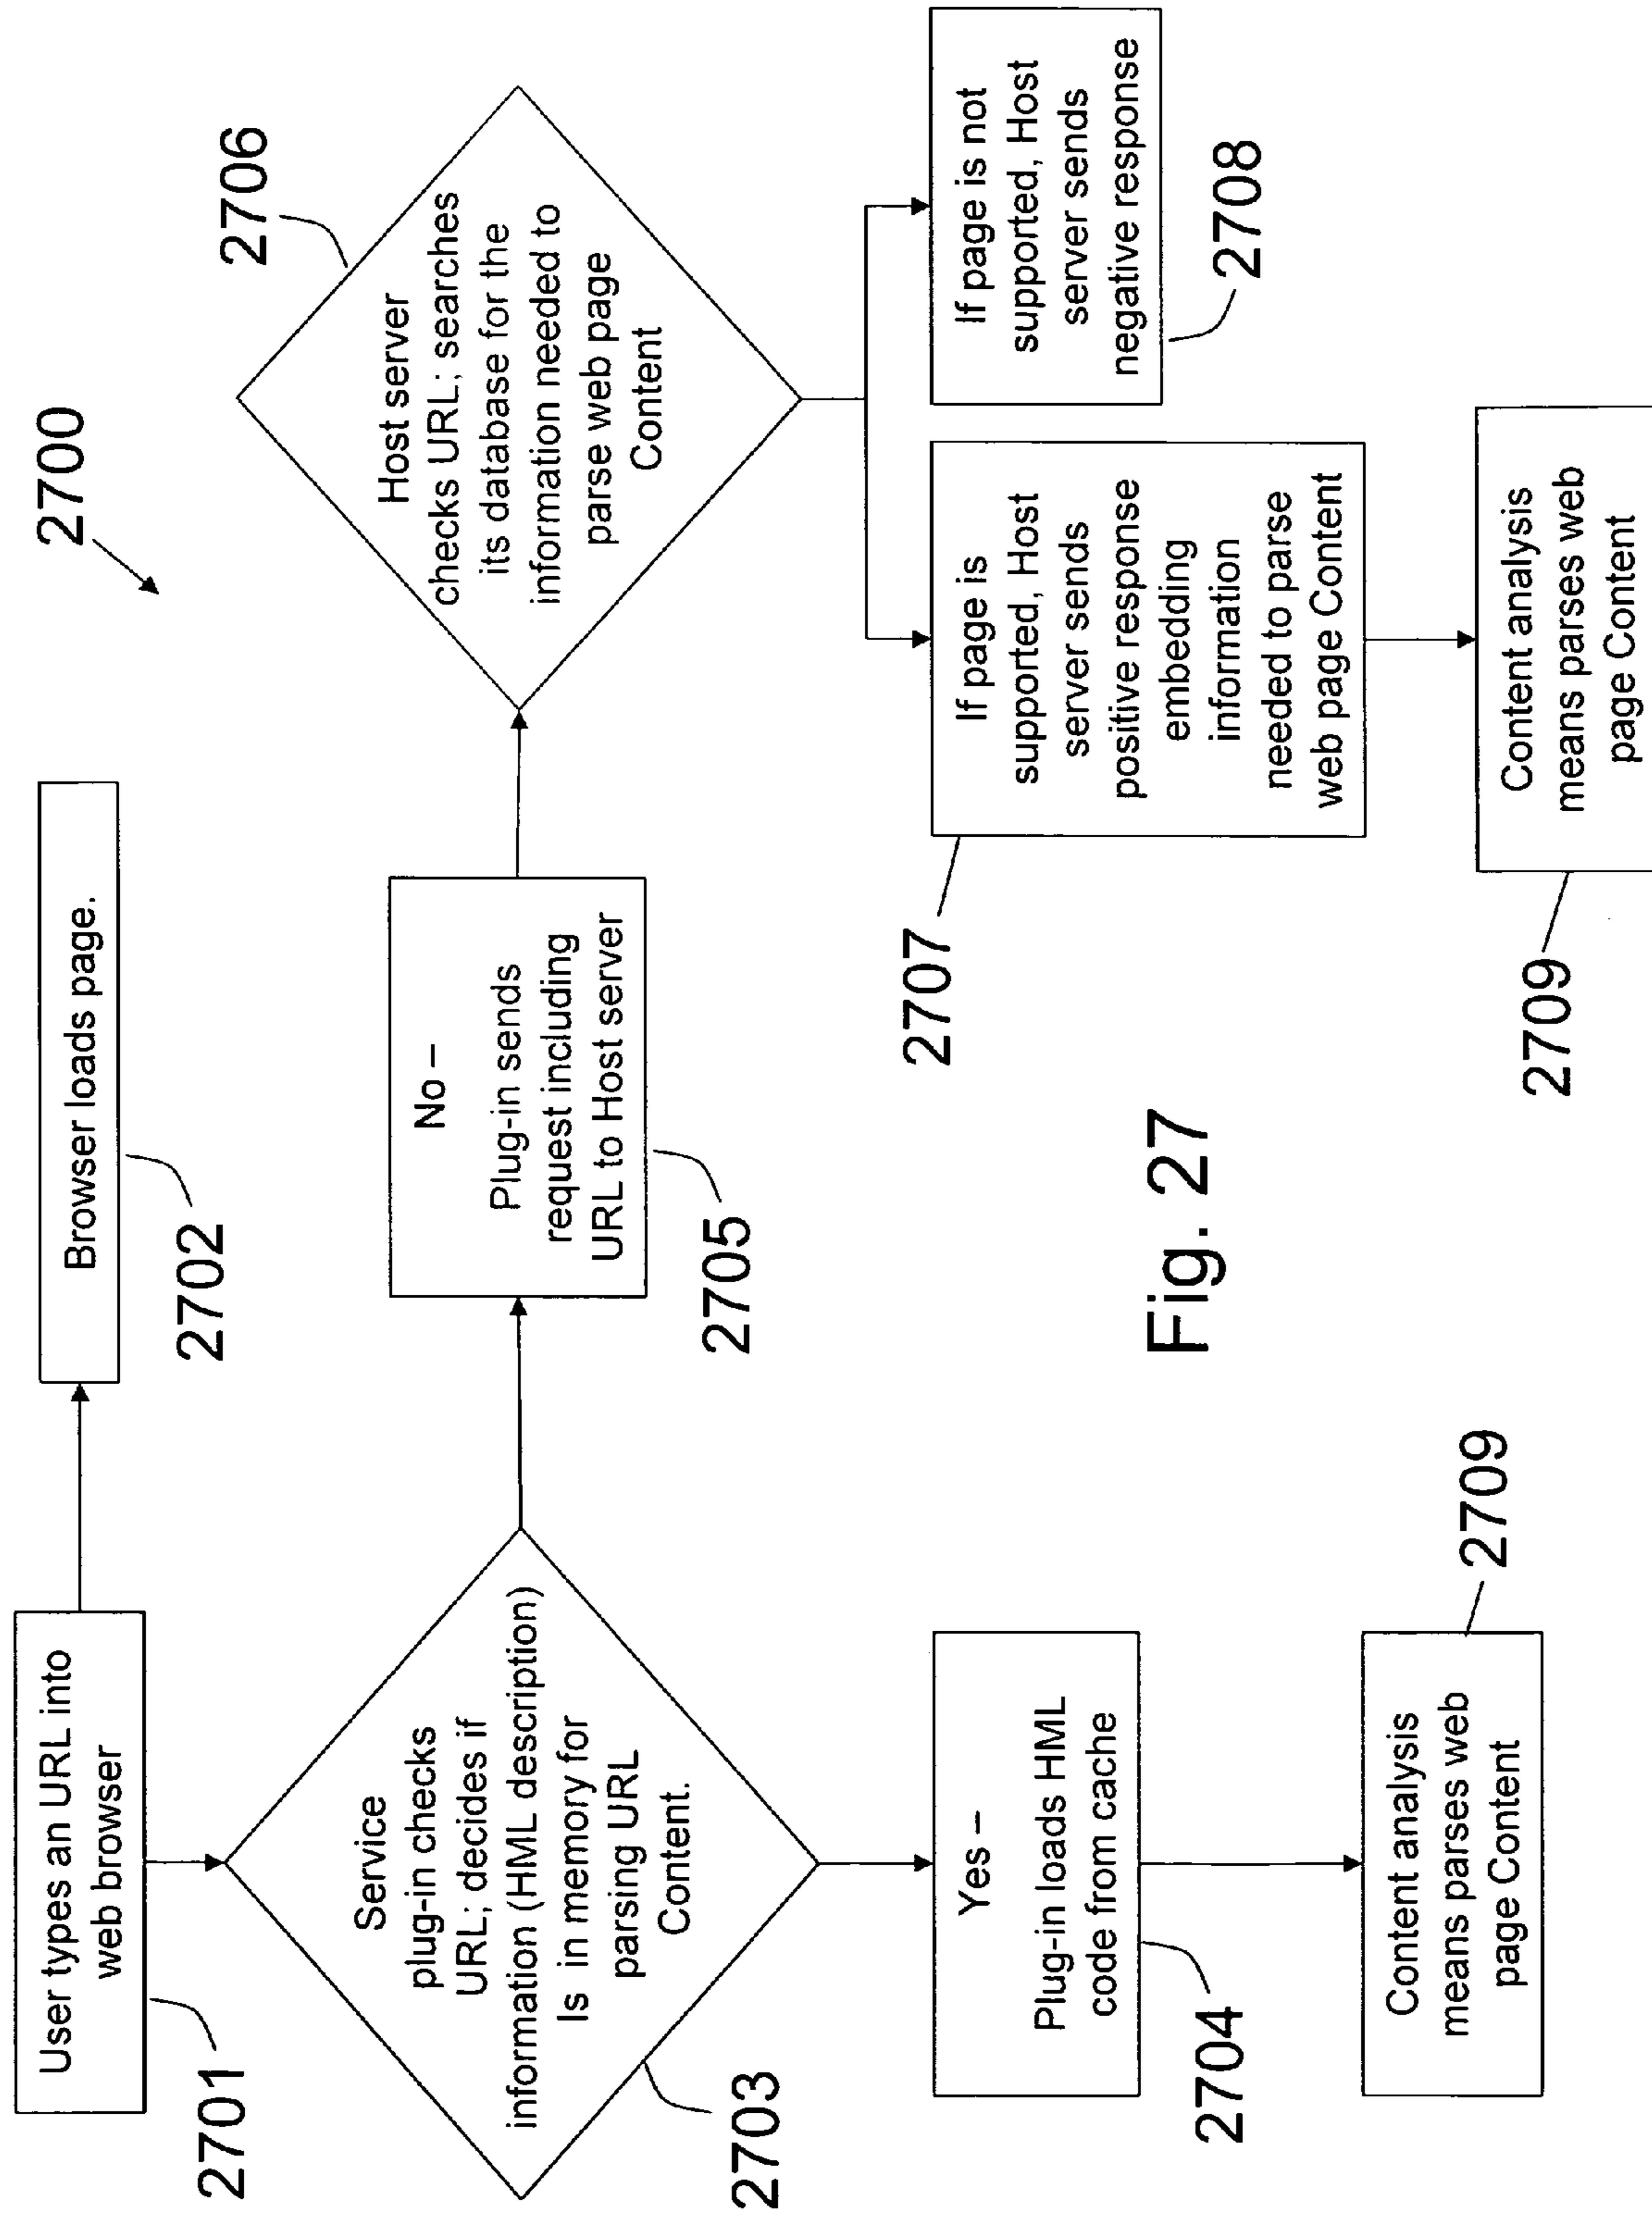 2700
User types an URL into
web browser
2701
Browser loads page.
2702
Service
plug-in checks
URL; decides if
information (HML description)
Is in memory for
parsing URL
Content.
2703
No –
Plug-in sends
request including
URL to Host server
2705
Host server
checks URL; searches
its database for the
information needed to
parse web page
Content
2706
Yes –
Plug-in loads HML
code from cache
2704
Content analysis
means parses web
page Content
2709
If page is
supported, Host
server sends
positive response
embedding
information
needed to parse
web page Content
2707
If page is not
supported, Host
server sends
negative response
2708
Content analysis
means parses web
page Content
2709
Fig. 27